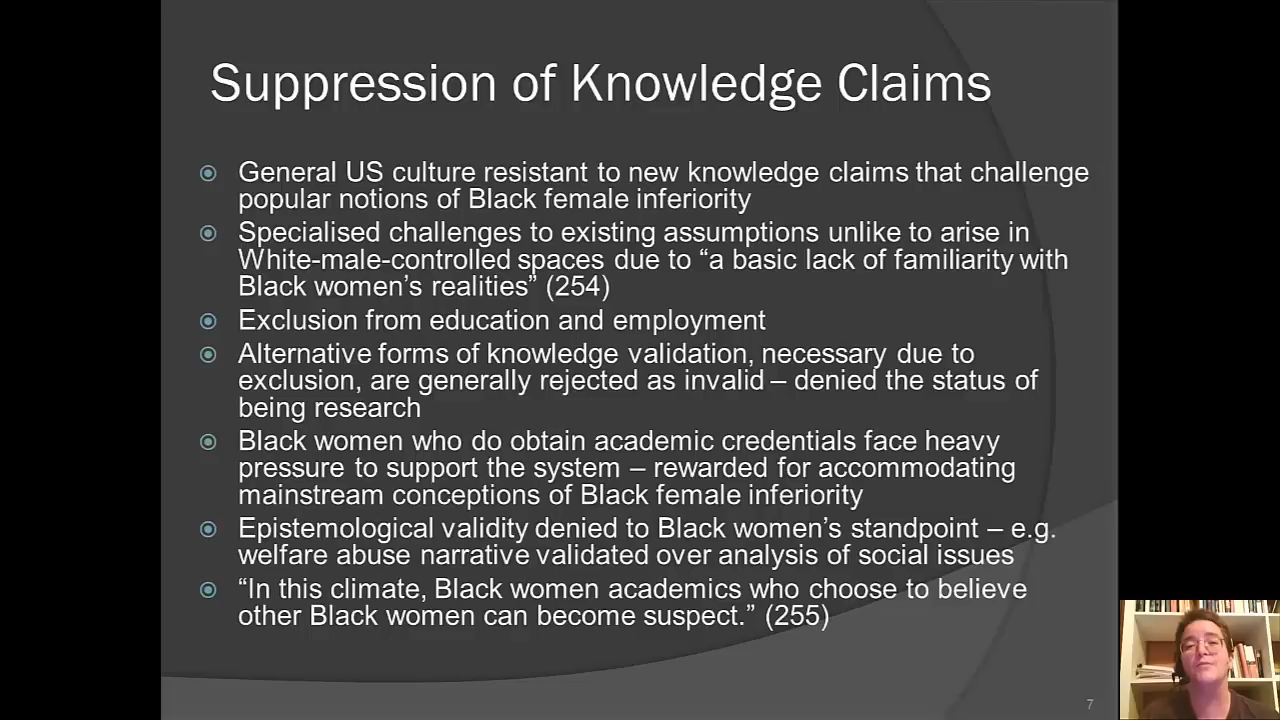 Suppression of Knowledge Claims
General US culture resistant to new knowledge claims that challenge
popular notions of Black female inferiority
Specialised challenges to existing assumptions unlike to arise in
White-male-controlled spaces due to “a basic lack of familiarity with
Black women’s realities” (254)
Exclusion from education and employment
Alternative forms of knowledge validation, necessary due to
exclusion, are generally rejected as invalid – denied the status of
being research
Black women who do obtain academic credentials face heavy
pressure to support the system – rewarded for accommodating
mainstream conceptions of Black female inferiority
Epistemological validity denied to Black women’s standpoint – e.g.
welfare abuse narrative validated over analysis of social issues
“In this climate, Black women academics who choose to believe
other Black women can become suspect.” (255)
7